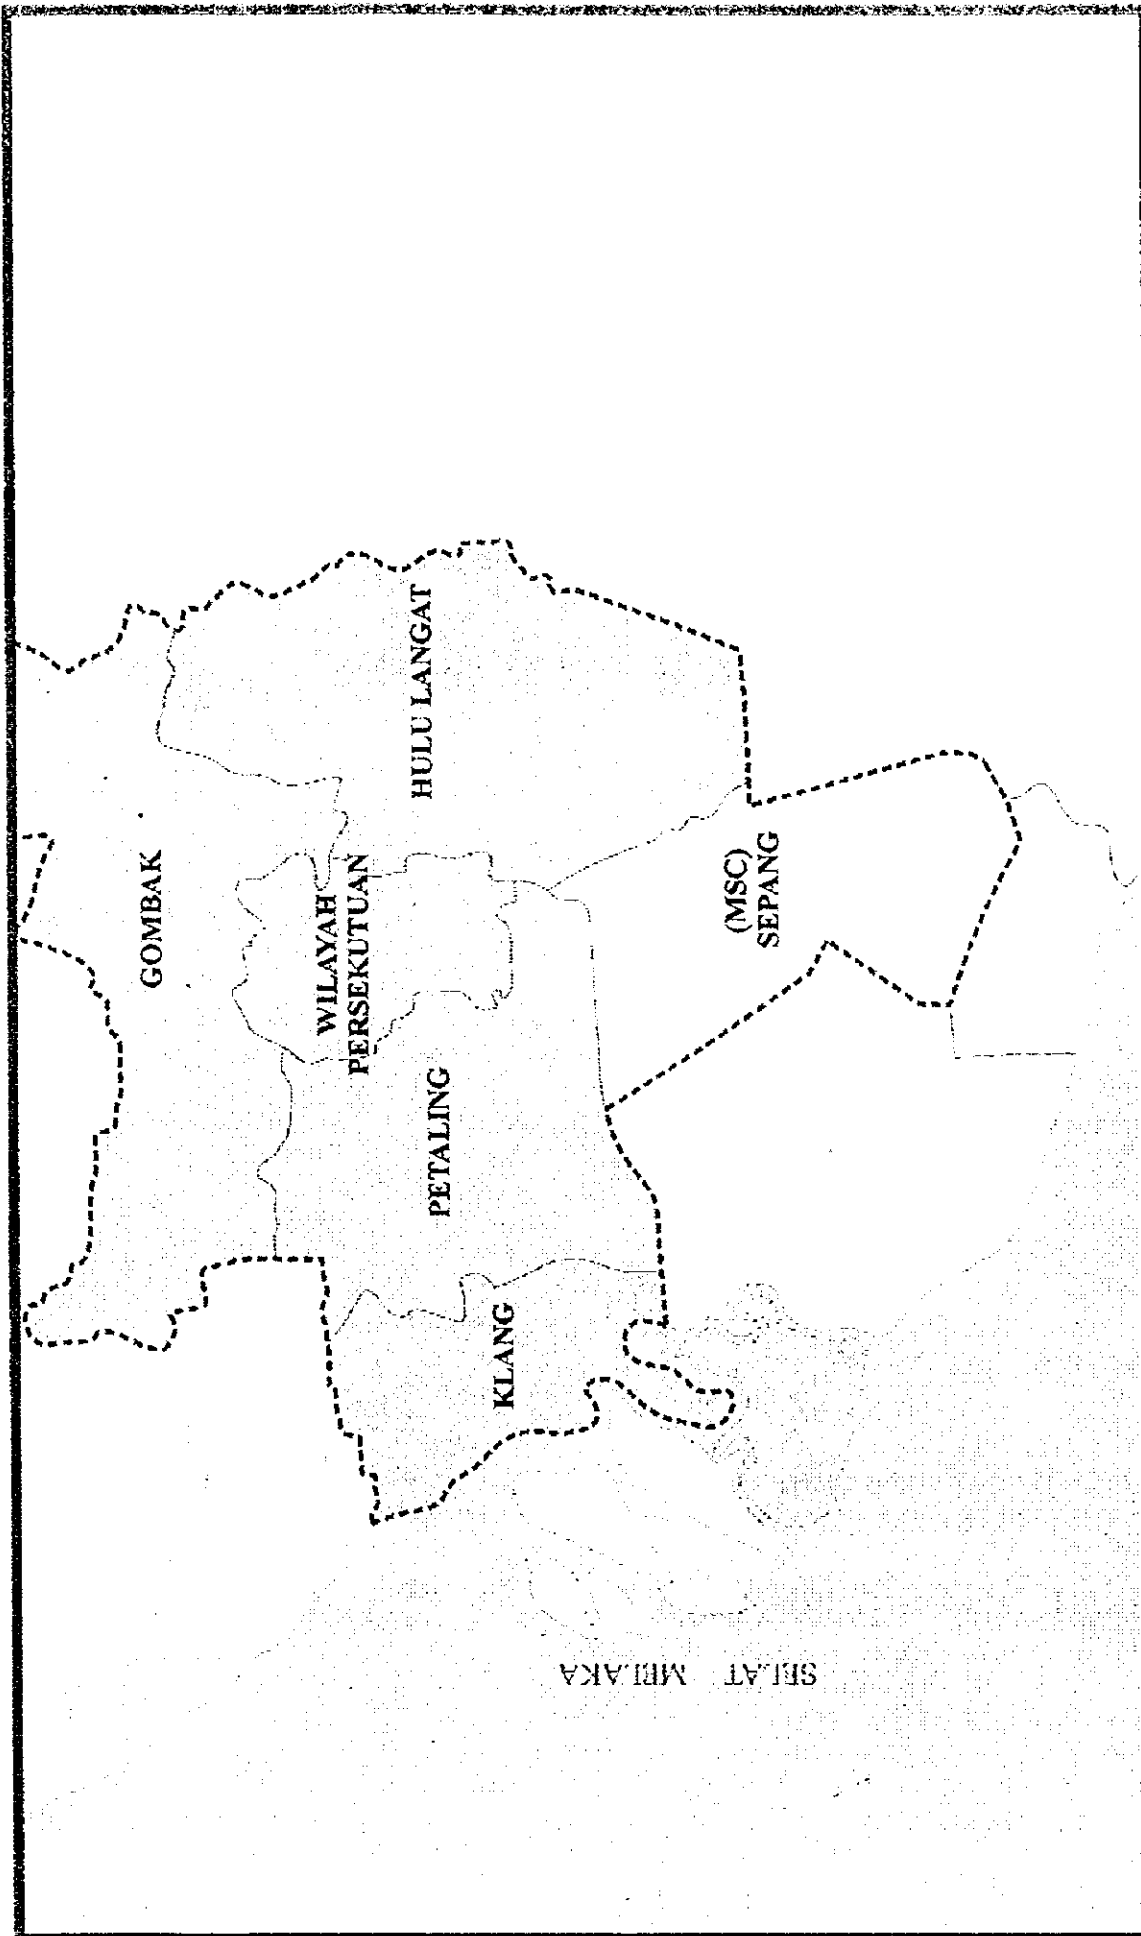 GOMBAK
WILAYAH
PERSEKUTUAN
HULU LANGAT
PETALING
KLANG
(MSC)
SEPANG
SELAT MELAKA